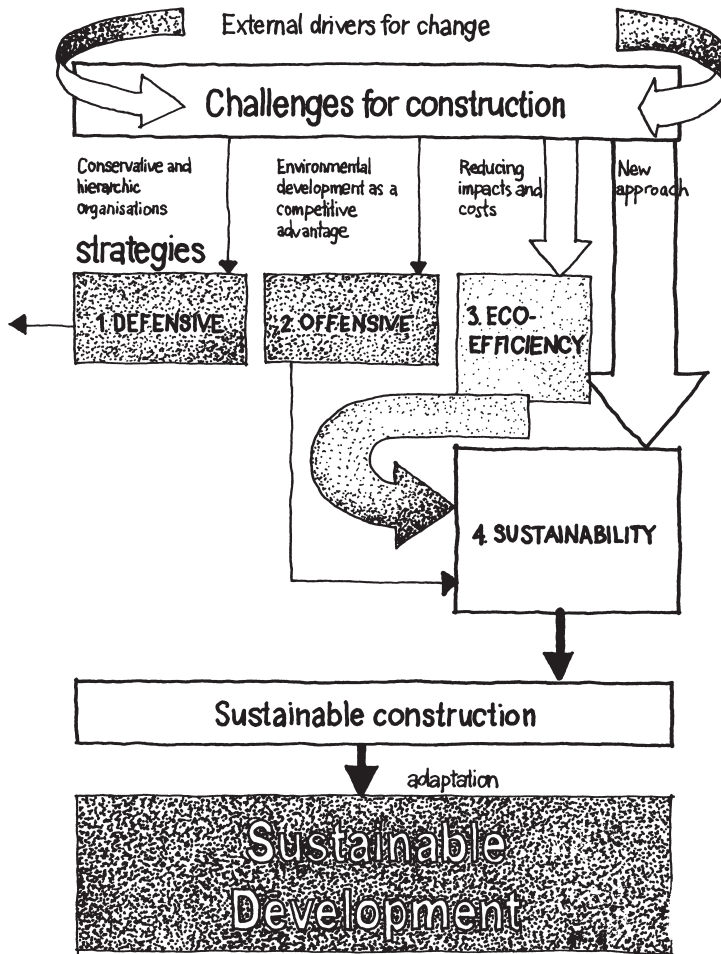 External drivers for change
Challenges for construction
Conservative and
hierarchic
organisations
Environmental
development as a
competitive
advantage
Reducing
impacts and
costs
New
approach
strategies
1. DEFENSIVE
2. OFFENSIVE
3. ECO-
EFFICIENCY
4. SUSTAINABILITY
Sustainable construction
adaptation
Sustainable
Development